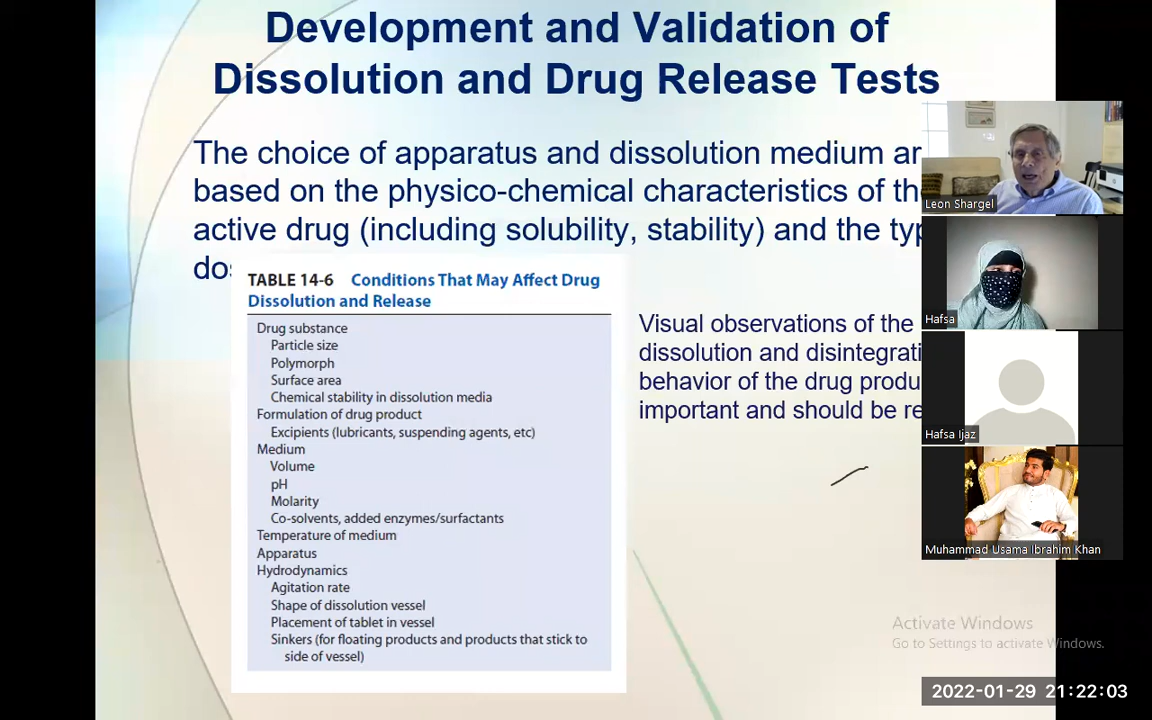 Development and Validation of
Dissolution and Drug Release Tests
The choice of apparatus and dissolution medium ar
based on the physico-chemical characteristics of th
active drug (including solubility, stability) and the typ
dos
TABLE 14-6 Conditions That May Affect Drug
Dissolution and Release
Drug substance
Particle size
Polymorph
Surface area
Chemical stability in dissolution media
Formulation of drug product
Excipients (lubricants, suspending agents, etc)
Medium
Volume
pH
Molarity
Co-solvents, added enzymes/surfactants
Temperature of medium
Apparatus
Hydrodynamics
Agitation rate
Shape of dissolution vessel
Placement of tablet in vessel
Sinkers (for floating products and products that stick to
side of vessel)
Visual observations of the
dissolution and disintegrati
behavior of the drug produ
important and should be re
Leon Shargel
Hafsa
Hafsa Ijaz
Muhammad Usama Ibrahim Khan
Activate Windows
Go to Settings to activate Windows.
2022-01-29 21:22:03